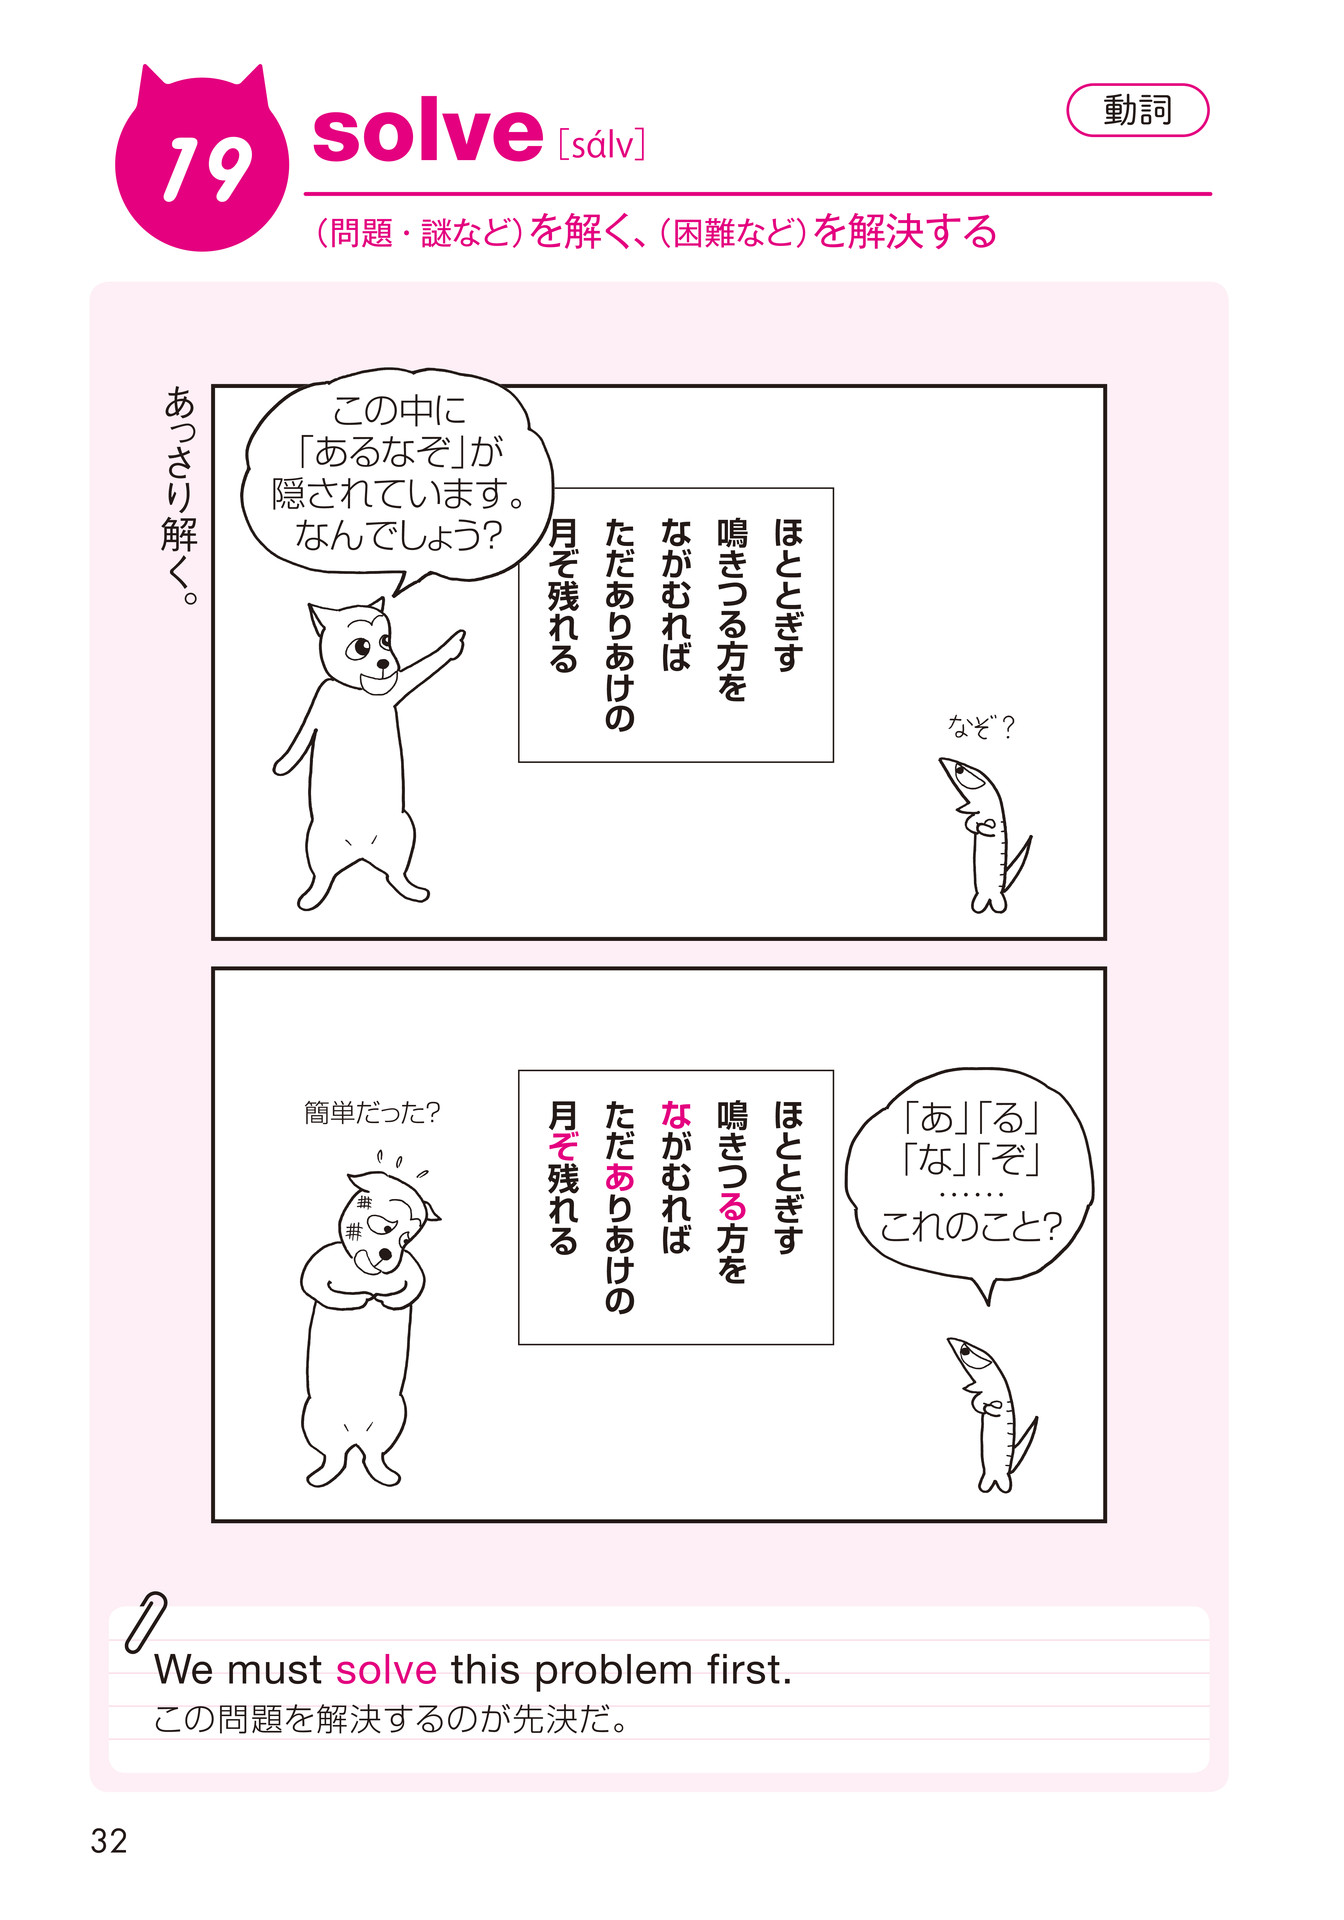 19
solve [sálv]
動詞
（問題・謎など）を解く、（困難など）を解決する
あっさり解く。
この中に
「あるなぞ」が
隠されています。
なんでしょう？
ほととぎす
鳴きつる方を
ながむれば
ただありあけの
月ぞ残れる
なぞ？
「あ」「る」
「な」「ぞ」
……
これのこと？
ほととぎす
鳴きつる方を
ながむれば
ただありあけの
月ぞ残れる
簡単だった？
We must solve this problem first.
この問題を解決するのが先決だ。
32